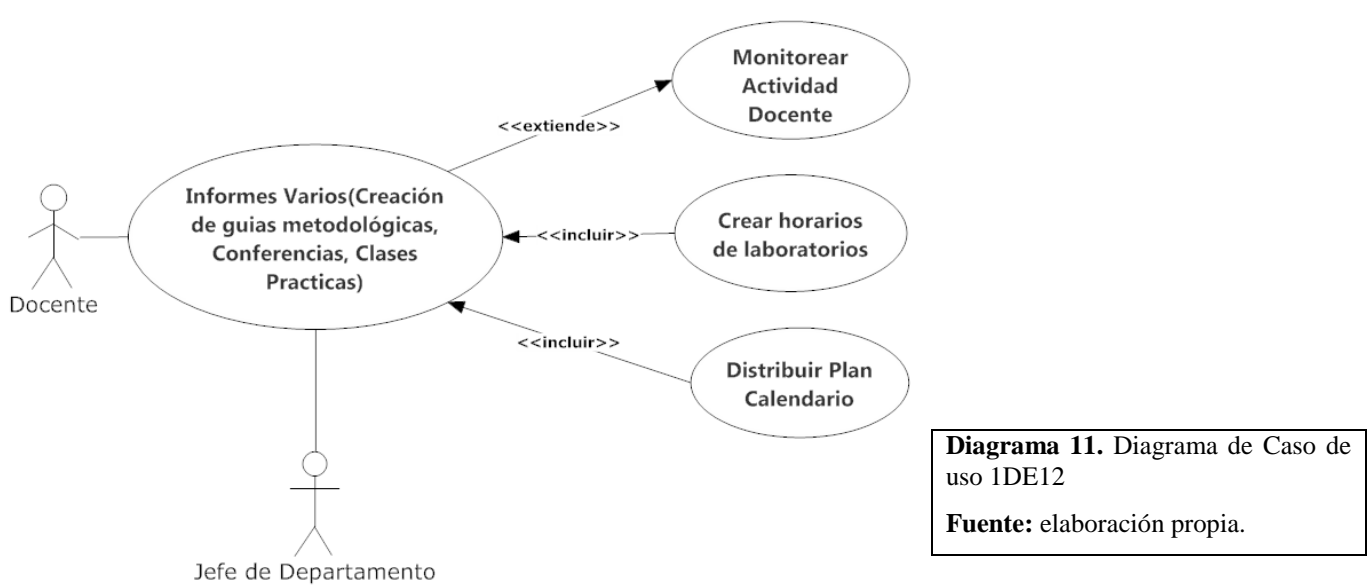 Monitorear
Actividad
Docente
<<extiende>>
Informes Varios(Creación
de guias metodológicas,
Conferencias, Clases
Practicas)
<<incluir>>
Crear horarios
de laboratorios
Docente
<<incluir>>
Distribuir Plan
Calendario
Jefe de Departamento
Diagrama 11. Diagrama de Caso de
uso 1DE12
Fuente: elaboración propia.